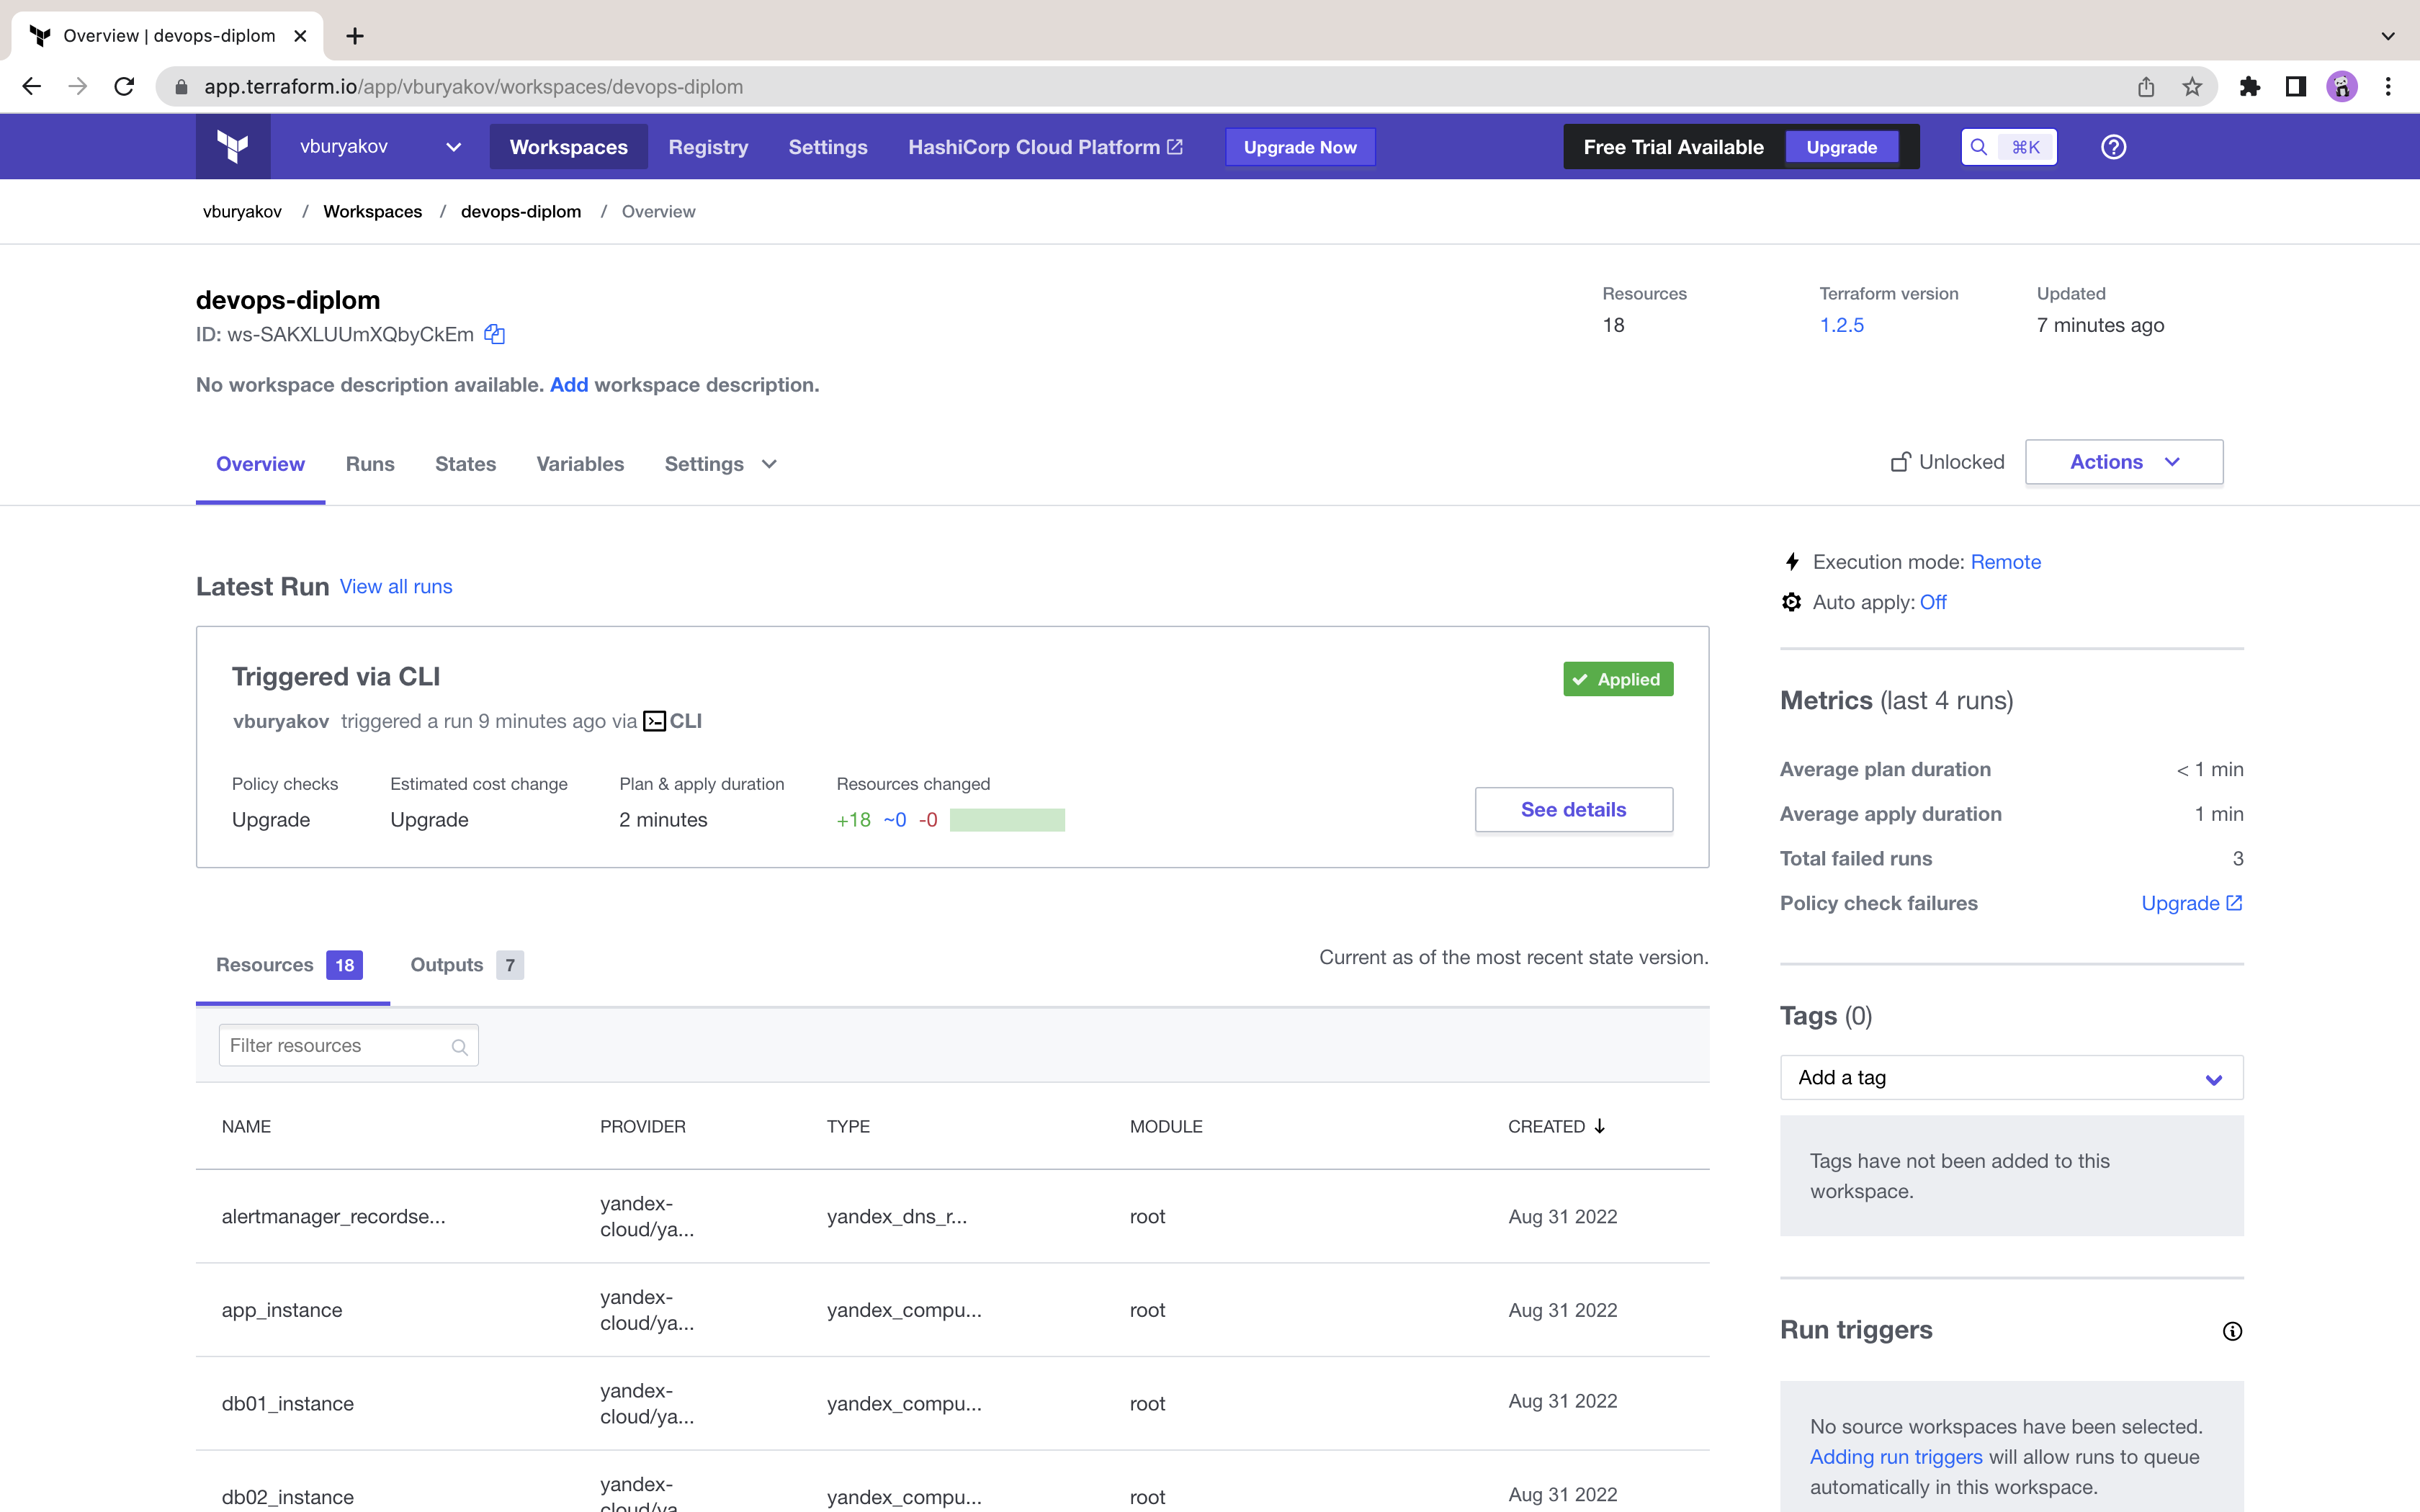 Overview | devops-diplom
app.terraform.io/app/vburyakov/workspaces/devops-diplom
vburyakov Workspaces Registry Settings HashiCorp Cloud Platform Upgrade Now Free Trial Available Upgrade ⌘K
vburyakov / Workspaces / devops-diplom / Overview
devops-diplom
ID: ws-SAKXLUUmXQbyCkEm
No workspace description available. Add workspace description.
Resources Terraform version Updated
18 1.2.5 7 minutes ago
Overview Runs States Variables Settings Unlocked Actions
Latest Run View all runs
Triggered via CLI
Applied
vburyakov triggered a run 9 minutes ago via CLI
Policy checks Estimated cost change Plan & apply duration Resources changed
Upgrade Upgrade 2 minutes +18 ~0 -0
See details
Resources 18 Outputs 7 Current as of the most recent state version.
Filter resources
NAME PROVIDER TYPE MODULE CREATED
alertmanager_recordse... yandex-cloud/ya... yandex_dns_r... root Aug 31 2022
app_instance yandex-cloud/ya... yandex_compu... root Aug 31 2022
db01_instance yandex-cloud/ya... yandex_compu... root Aug 31 2022
db02_instance yandex-cloud/ya... yandex_compu... root Aug 31 2022
Execution mode: Remote
Auto apply: Off
Metrics (last 4 runs)
Average plan duration < 1 min
Average apply duration 1 min
Total failed runs 3
Policy check failures Upgrade
Tags (0)
Add a tag
Tags have not been added to this
workspace.
Run triggers
No source workspaces have been selected.
Adding run triggers will allow runs to queue
automatically in this workspace.